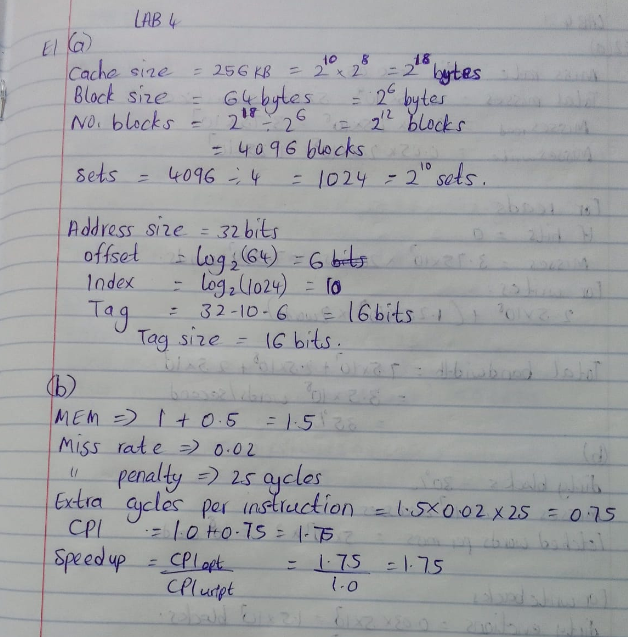 LAB 4
E1 (a)
Cache size = 256KB = 2^10 × 2^8 = 2^18 bytes
Block size = 64 bytes = 2^6 bytes
No. blocks = 2^18 ÷ 2^6 = 2^12 blocks
= 4096 blocks
Sets = 4096 ÷ 4 = 1024 = 2^10 sets.
Address size = 32 bits
offset = log₂(64) = 6 bits
Index = log₂(1024) = 10
Tag = 32-10-6 = 16 bits
Tag size = 16 bits.
(b)
MEM => 1 + 0.5 = 1.5
Miss rate => 0.02
" penalty => 25 cycles
Extra cycles per instruction = 1.5×0.02×25 = 0.75
CPI = 1.0+0.75 = 1.75
Speedup = CPI opt / CPI = 1.75 / 1.0 = 1.75